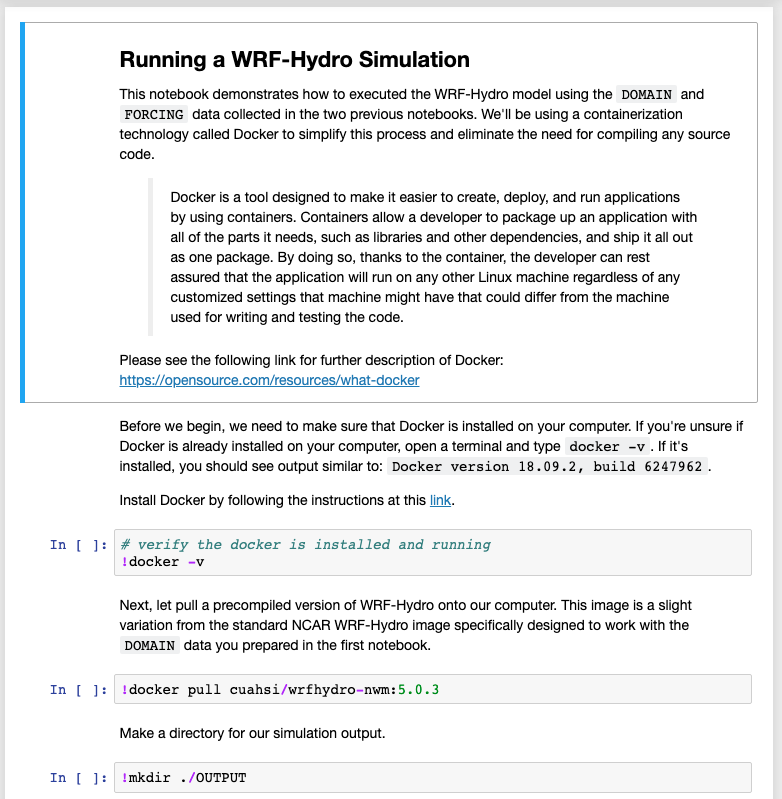 Running a WRF-Hydro Simulation
This notebook demonstrates how to executed the WRF-Hydro model using the DOMAIN and
FORCING data collected in the two previous notebooks. We'll be using a containerization
technology called Docker to simplify this process and eliminate the need for compiling any source
code.
Docker is a tool designed to make it easier to create, deploy, and run applications
by using containers. Containers allow a developer to package up an application with
all of the parts it needs, such as libraries and other dependencies, and ship it all out
as one package. By doing so, thanks to the container, the developer can rest
assured that the application will run on any other Linux machine regardless of any
customized settings that machine might have that could differ from the machine
used for writing and testing the code.
Please see the following link for further description of Docker:
https://opensource.com/resources/what-docker
Before we begin, we need to make sure that Docker is installed on your computer. If you're unsure if
Docker is already installed on your computer, open a terminal and type docker -v. If it's
installed, you should see output similar to: Docker version 18.09.2, build 6247962.
Install Docker by following the instructions at this link.
In [ ]: # verify the docker is installed and running
!docker -v
Next, let pull a precompiled version of WRF-Hydro onto our computer. This image is a slight
variation from the standard NCAR WRF-Hydro image specifically designed to work with the
DOMAIN data you prepared in the first notebook.
In [ ]: !docker pull cuahsi/wrfhydro-nwm:5.0.3
Make a directory for our simulation output.
In [ ]: !mkdir ./OUTPUT